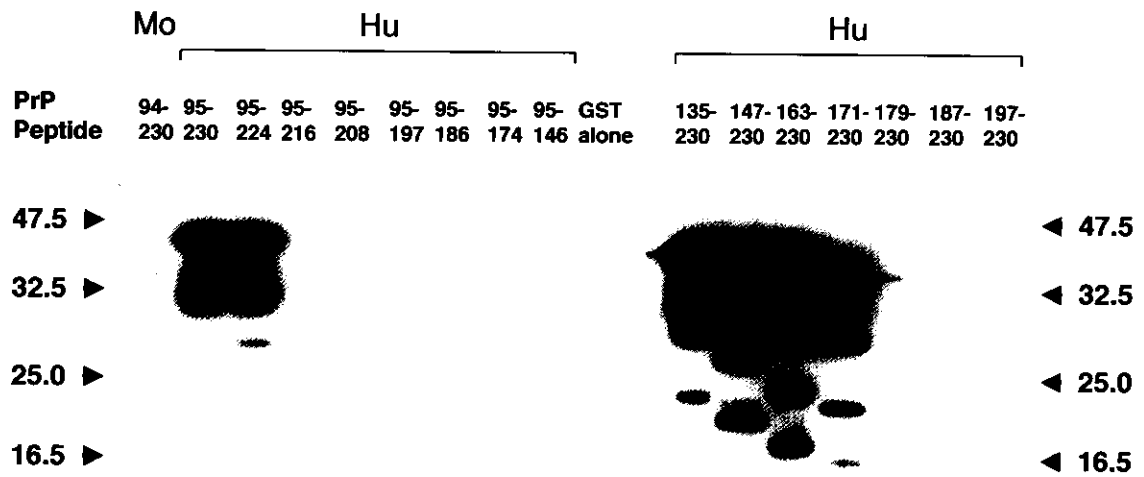 Mo Hu Hu
PrP 94- 95- 95- 95- 95- 95- 95- 95- 95- GST 135- 147- 163- 171- 179- 187- 197-
Peptide 230 230 224 216 208 197 186 174 146 alone 230 230 230 230 230 230 230
47.5 47.5
32.5 32.5
25.0 25.0
16.5 16.5